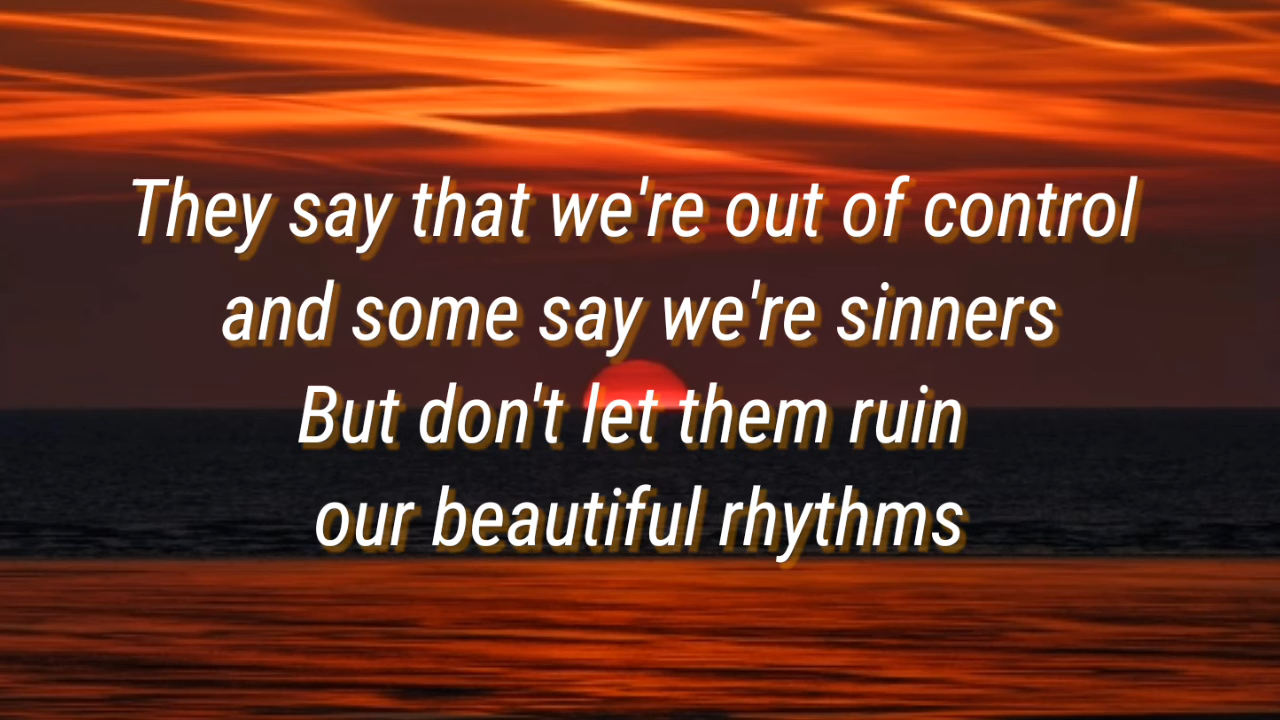 They say that we're out of control
and some say we're sinners
But don't let them ruin
our beautiful rhythms